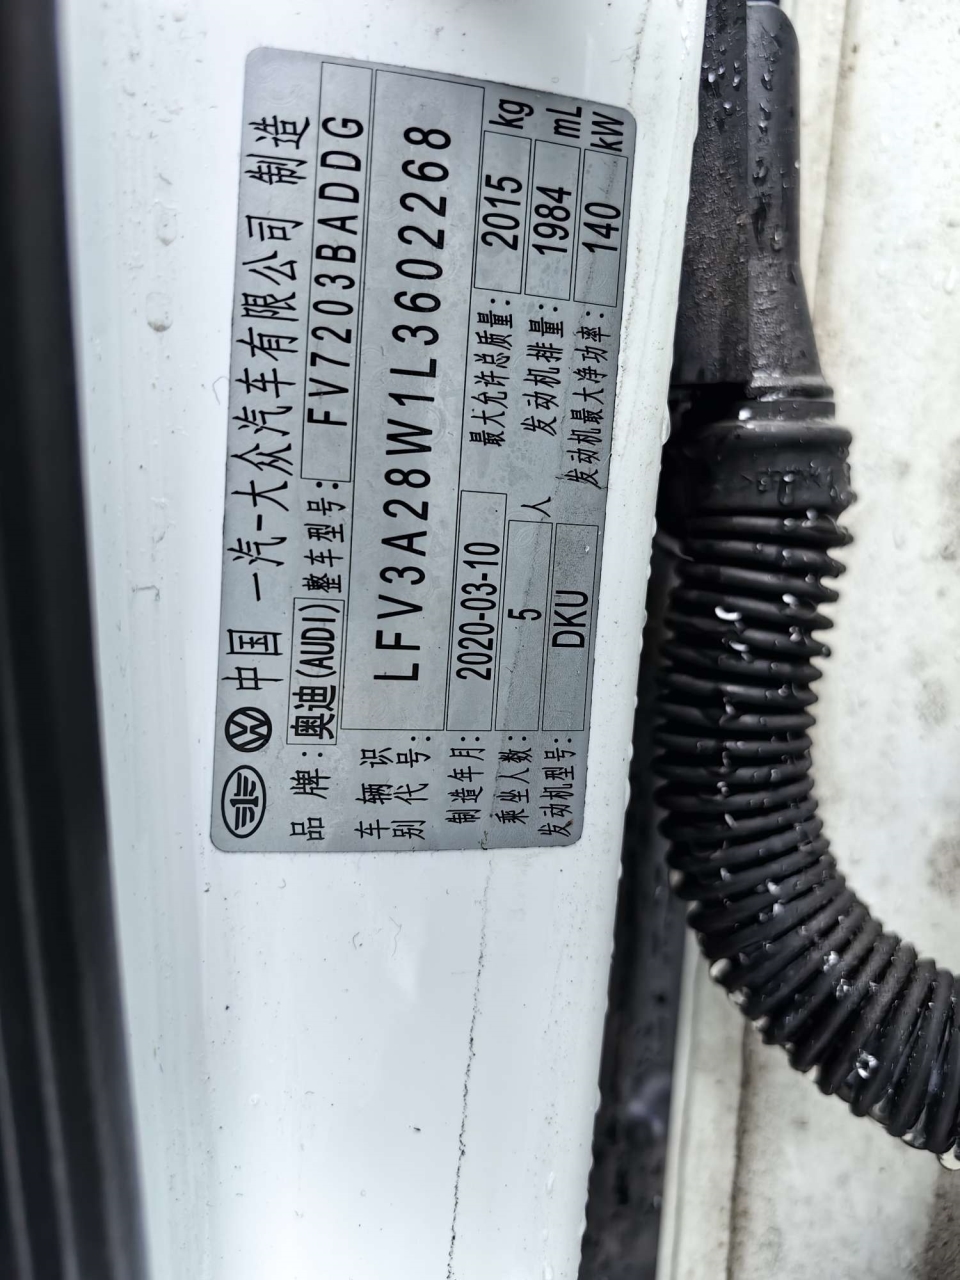 中国 一汽-大众汽车有限公司 制造
品牌: 奥迪(AUDI) 整车型号: FV7203BADDG
车辆识别代号: LFV3A28W1L3602268
制造年月: 2020-03-10 最大允许总质量: 2015 kg
乘坐人数: 5 人 发动机排量: 1984 mL
发动机型号: DKU 发动机最大净功率: 140 kW